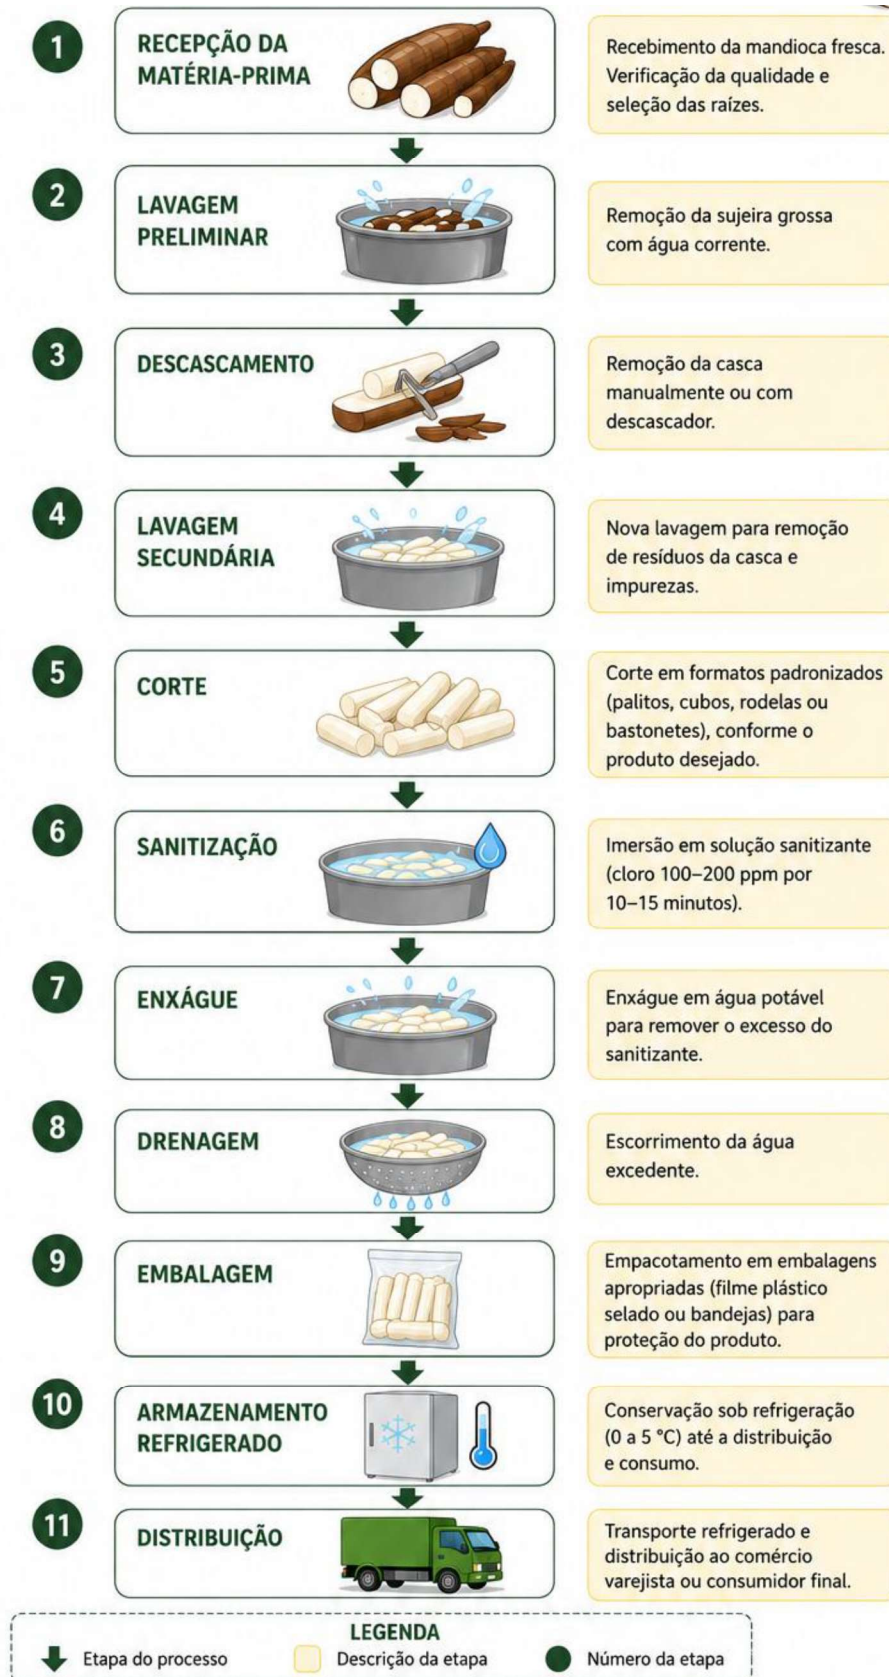 1
RECEPÇÃO DA
MATÉRIA-PRIMA
Recebimento da mandioca fresca.
Verificação da qualidade e
seleção das raízes.
2
LAVAGEM
PRELIMINAR
Remoção da sujeira grossa
com água corrente.
3
DESCASCAMENTO
Remoção da casca
manualmente ou com
descascador.
4
LAVAGEM
SECUNDÁRIA
Nova lavagem para remoção
de resíduos da casca e
impurezas.
5
CORTE
Corte em formatos padronizados
(palitos, cubos, rodelas ou
bastonetes), conforme o
produto desejado.
6
SANITIZAÇÃO
Imersão em solução sanitizante
(cloro 100–200 ppm por
10–15 minutos).
7
ENXÁGUE
Enxágue em água potável
para remover o excesso do
sanitizante.
8
DRENAGEM
Escorrimento da água
excedente.
9
EMBALAGEM
Empacotamento em embalagens
apropriadas (filme plástico
selado ou bandejas) para
proteção do produto.
10
ARMAZENAMENTO
REFRIGERADO
Conservação sob refrigeração
(0 a 5 °C) até a distribuição
e consumo.
11
DISTRIBUIÇÃO
Transporte refrigerado e
distribuição ao comércio
varejista ou consumidor final.
LEGENDA
Etapa do processo
Descrição da etapa
Número da etapa